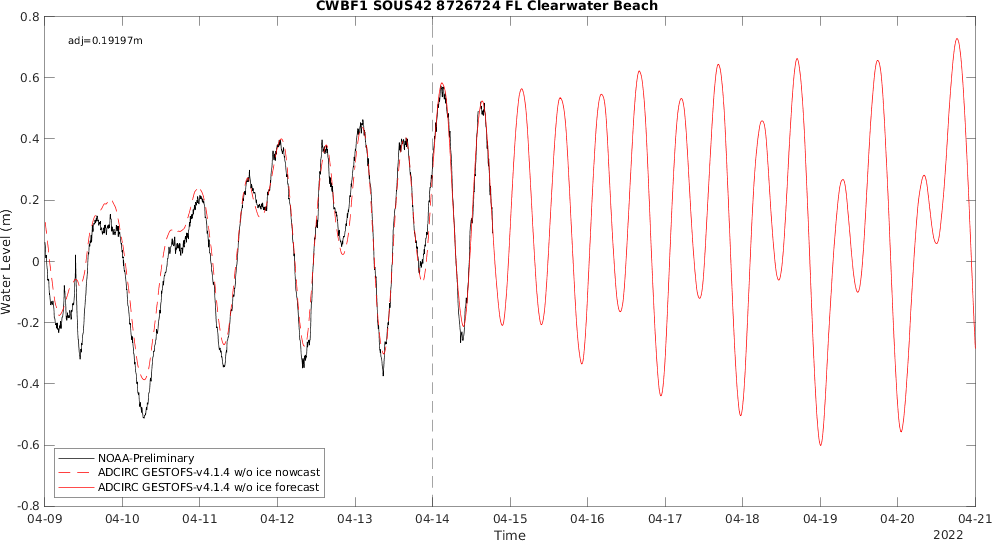 CWBF1 SOUS42 8726724 FL Clearwater Beach
adj=0.19197m
0.8
0.6
0.4
0.2
0
-0.2
-0.4
-0.6
-0.8
Water Level (m)
NOAA-Preliminary
ADCIRC GESTOFS-v4.1.4 w/o ice nowcast
ADCIRC GESTOFS-v4.1.4 w/o ice forecast
04-09 04-10 04-11 04-12 04-13 04-14 04-15 04-16 04-17 04-18 04-19 04-20 04-21
Time
2022